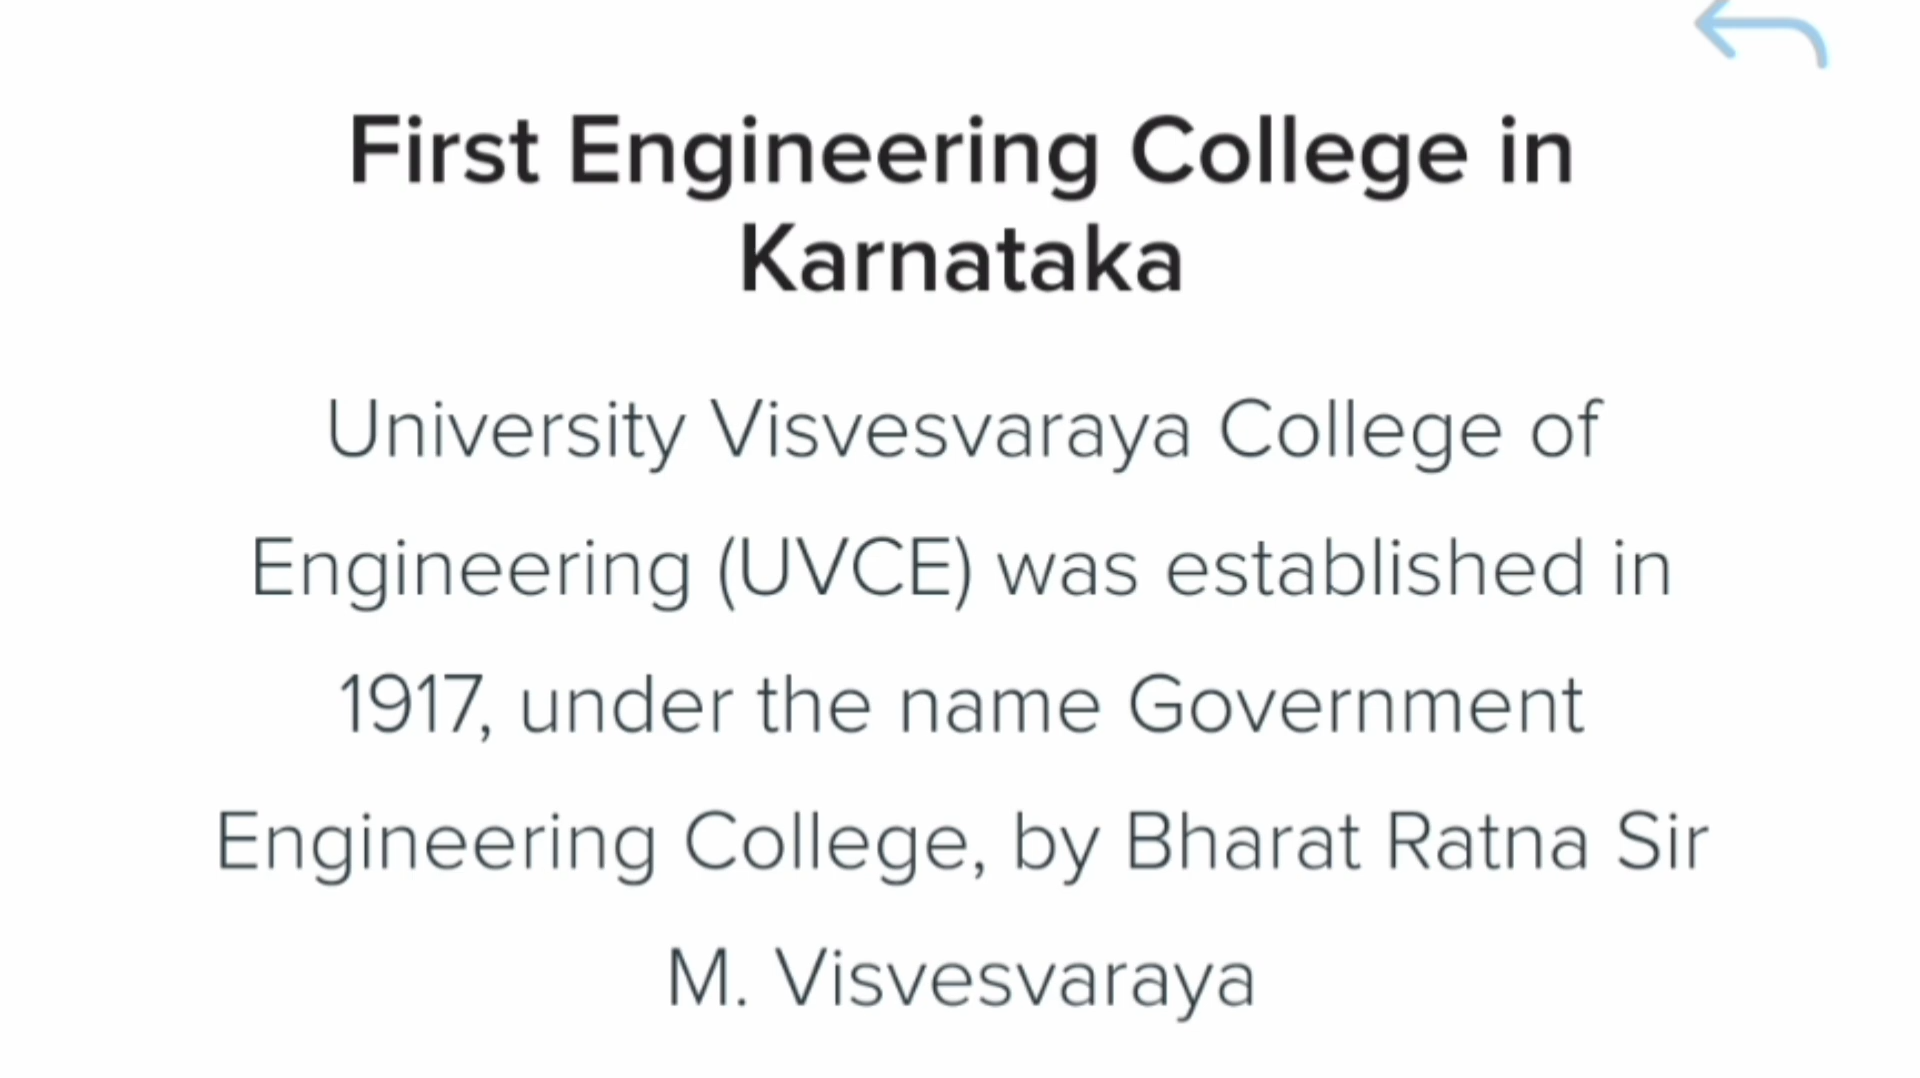 First Engineering College in
Karnataka
University Visvesvaraya College of
Engineering (UVCE) was established in
1917, under the name Government
Engineering College, by Bharat Ratna Sir
M. Visvesvaraya